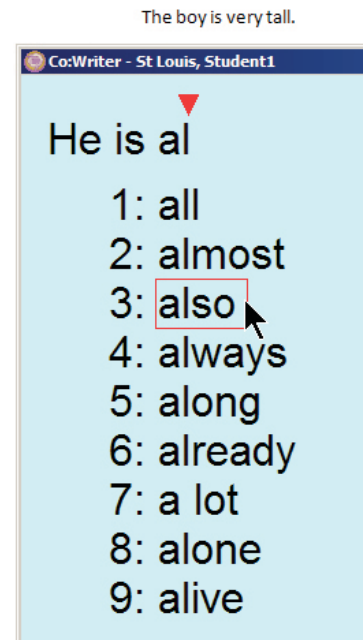 The boy is very tall.
Co:Writer - St Louis, Student1
He is al
1: all
2: almost
3: also
4: always
5: along
6: already
7: a lot
8: alone
9: alive